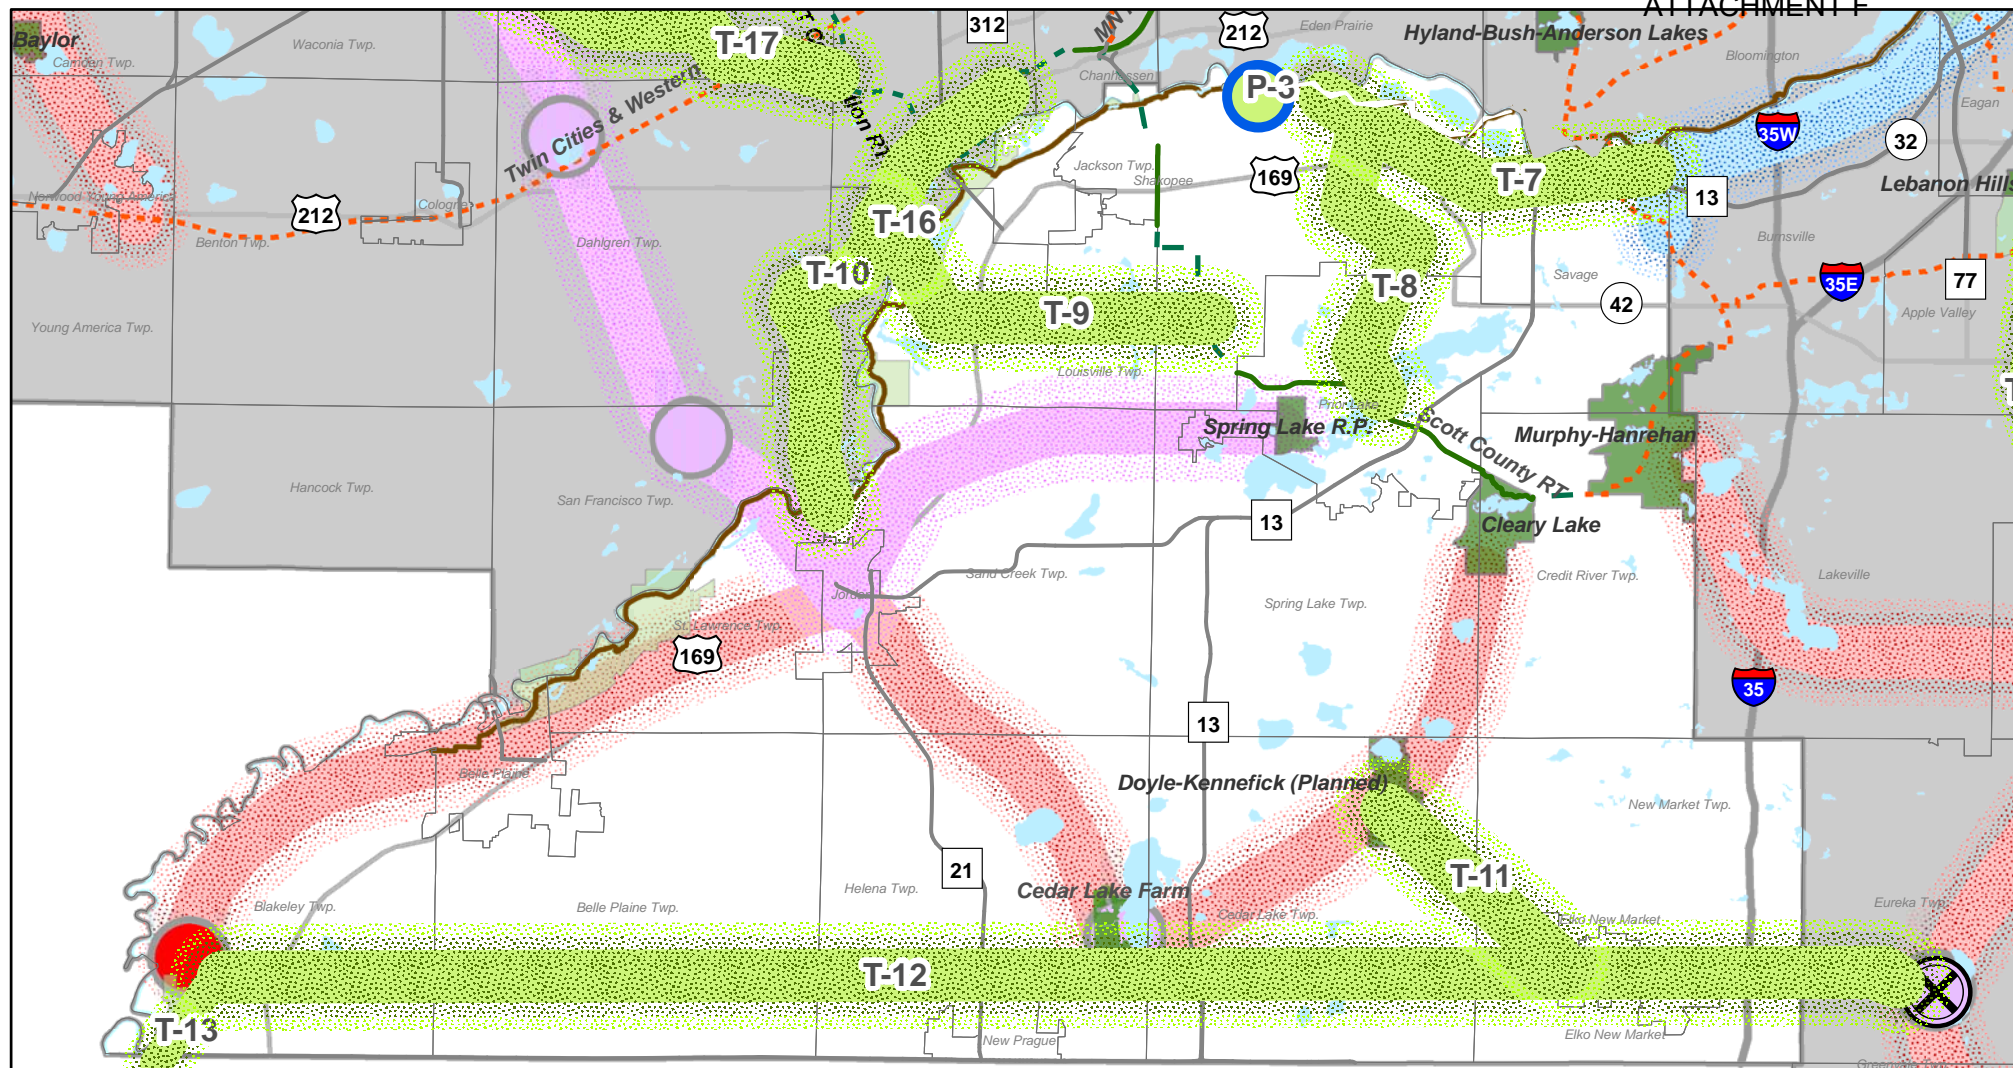 ATTACHMENT F
Baylor
Waconia Twp.
Camden Twp.
T-17
312
212
Eden Prairie
Hyland-Bush-Anderson Lakes
Bloomington
Chanhassen
P-3
Eagan
Twin Cities & Western
35W
32
Jackson Twp.
Shakopee
169
T-7
13
Lebanon Hills
Norwood Young America
212
Cologne
Benton Twp.
Dahlgren Twp.
T-16
Burnsville
T-10
T-8
Savage
35E
77
42
T-9
Young America Twp.
Apple Valley
Louisville Twp.
Prior Lake
Spring Lake R.P.
Scott County RT
Murphy-Hanrehan
Hancock Twp.
San Francisco Twp.
13
Cleary Lake
Sand Creek Twp.
Credit River Twp.
Lakeville
Jordan
Spring Lake Twp.
St. Lawrence Twp.
169
35
13
Belle Plaine
Doyle-Kennefick (Planned)
New Market Twp.
21
T-11
Helena Twp.
Cedar Lake Farm
Blakeley Twp.
Belle Plaine Twp.
Cedar Lake Twp.
Elko New Market
Eureka Twp.
T-12
T-13
New Prague
Elko New Market